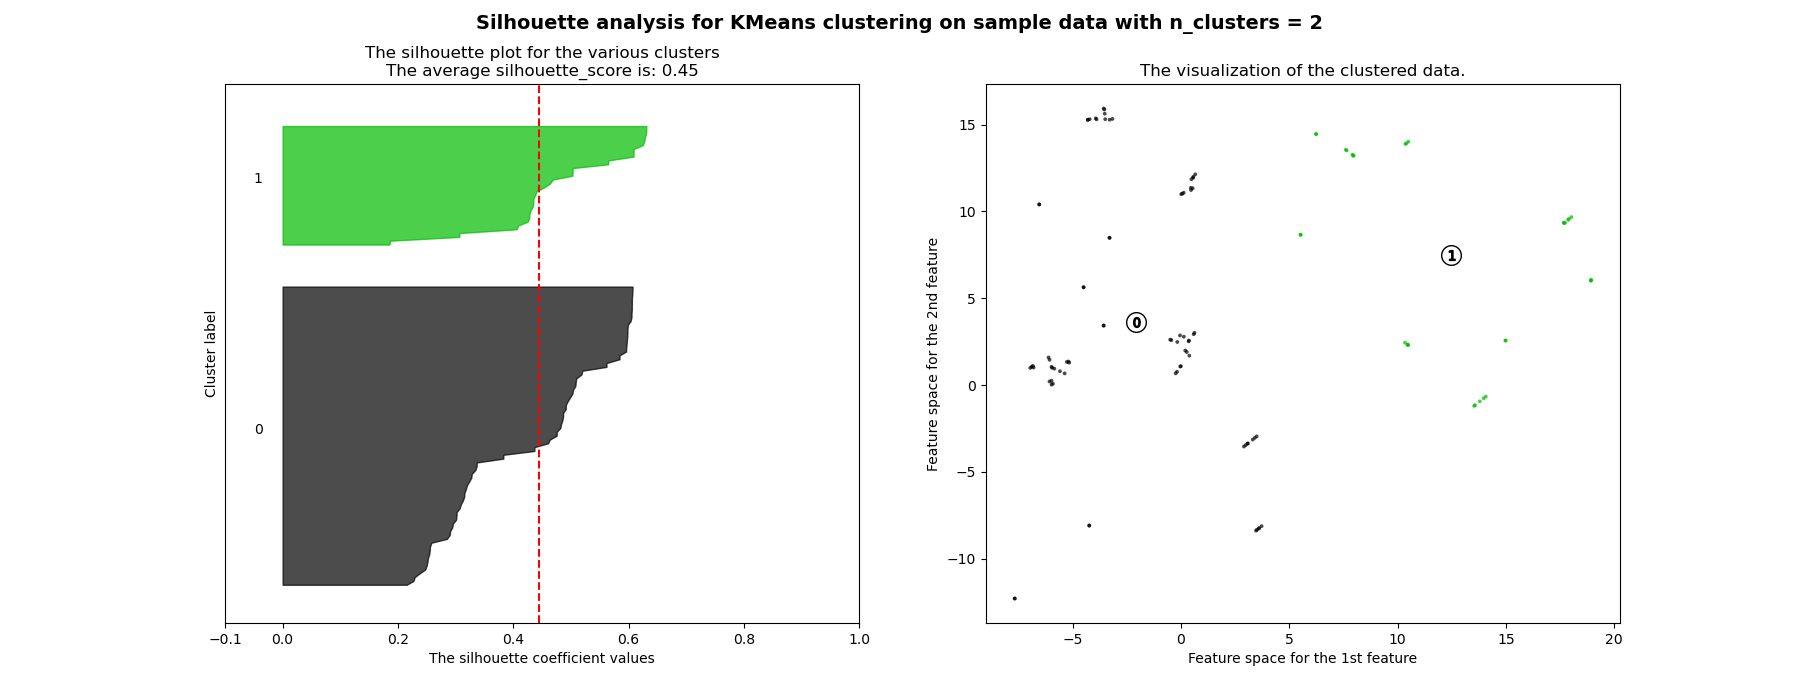 Silhouette analysis for KMeans clustering on sample data with n_clusters = 2
The silhouette plot for the various clusters
The average silhouette_score is: 0.45
1
0
Cluster label
−0.1 0.0 0.2 0.4 0.6 0.8 1.0
The silhouette coefficient values
The visualization of the clustered data.
15
10
5
0
−5
−10
Feature space for the 2nd feature
1
0
−5 0 5 10 15 20
Feature space for the 1st feature